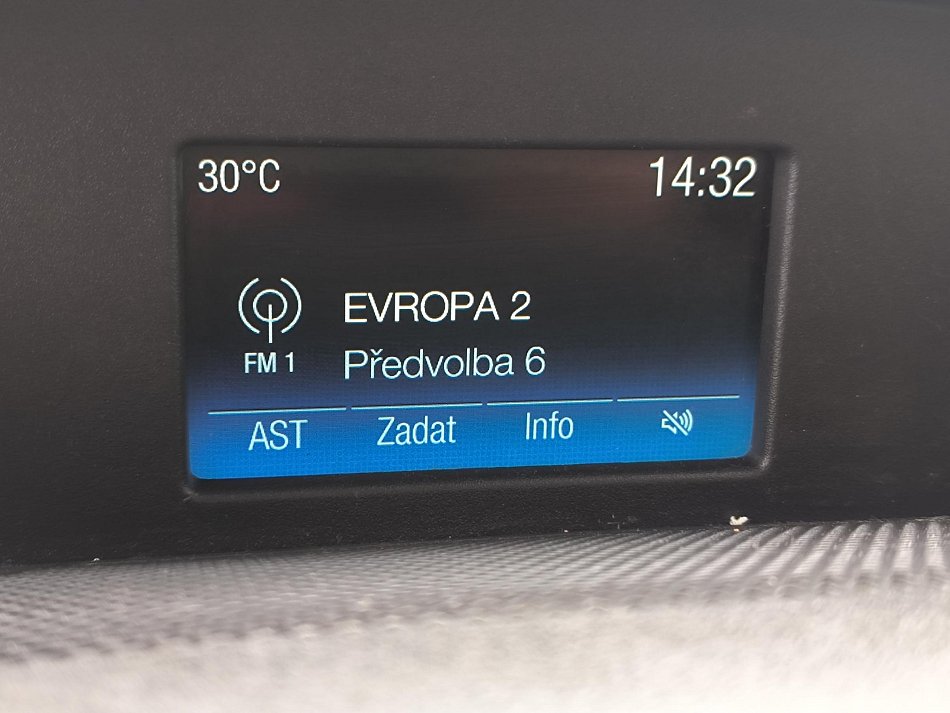 30°C 14:32
EVROPA 2
FM 1 Předvolba 6
AST Zadat Info